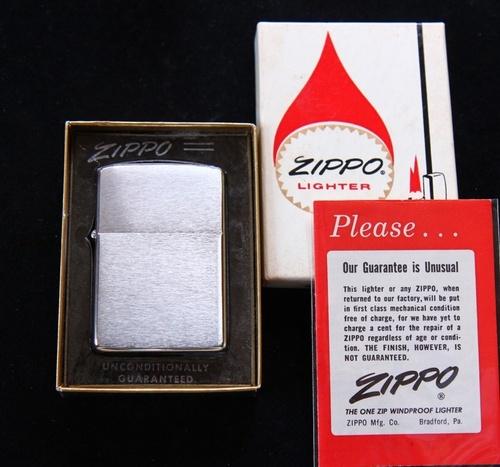 ZIPPO
UNCONDITIONALLY
GUARANTEED.
ZIPPO®
LIGHTER
Please...
Our Guarantee is Unusual
This lighter or any ZIPPO, when
returned to our factory, will be put
in first class mechanical condition
free of charge, for we have yet to
charge a cent for the repair of a
ZIPPO regardless of age or condi-
tion. THE FINISH, HOWEVER, IS
NOT GUARANTEED.
ZIPPO
®
THE ONE ZIP WINDPROOF LIGHTER
ZIPPO Mfg. Co. Bradford, Pa.